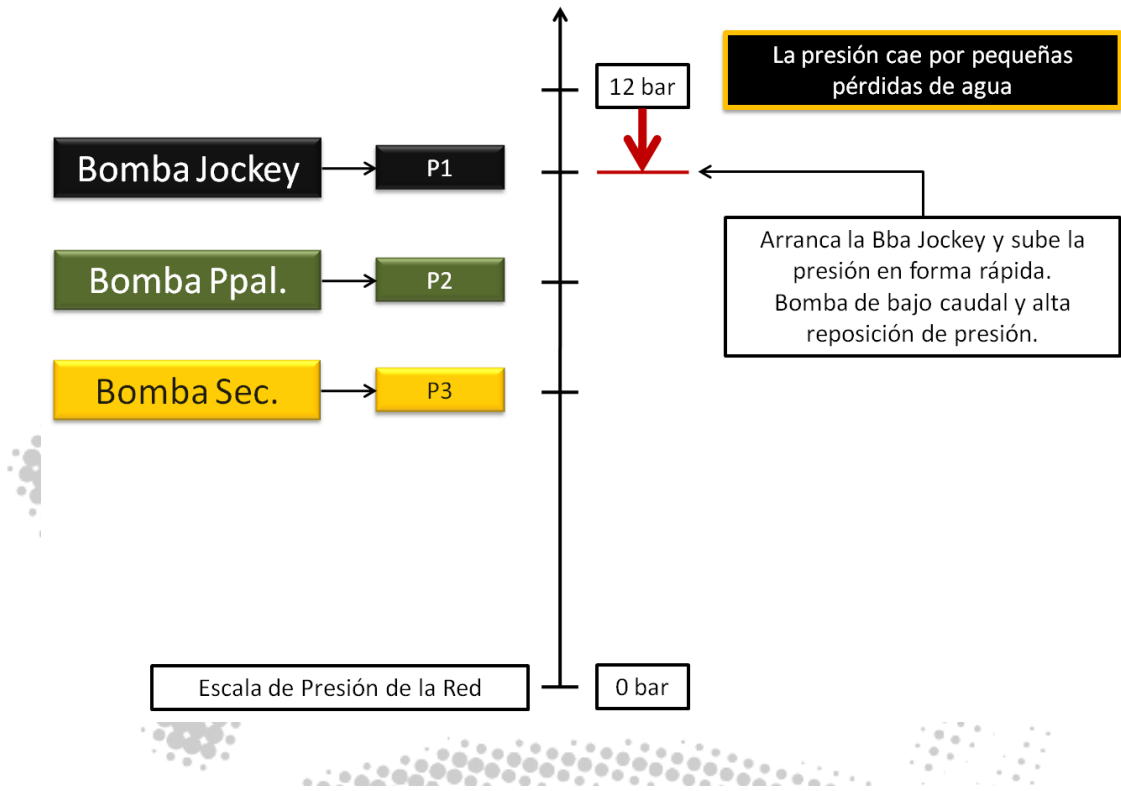 12 bar
La presión cae por pequeñas
pérdidas de agua
Bomba Jockey
P1
Arranca la Bba Jockey y sube la
presión en forma rápida.
Bomba de bajo caudal y alta
reposición de presión.
Bomba Ppal.
P2
Bomba Sec.
P3
Escala de Presión de la Red
0 bar